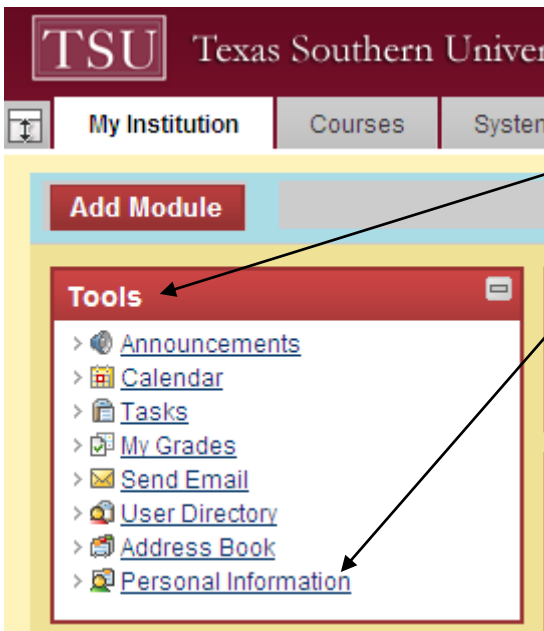 TSU Texas Southern Univer
My Institution Courses System
Add Module
Tools
Announcements
Calendar
Tasks
My Grades
Send Email
User Directory
Address Book
Personal Information